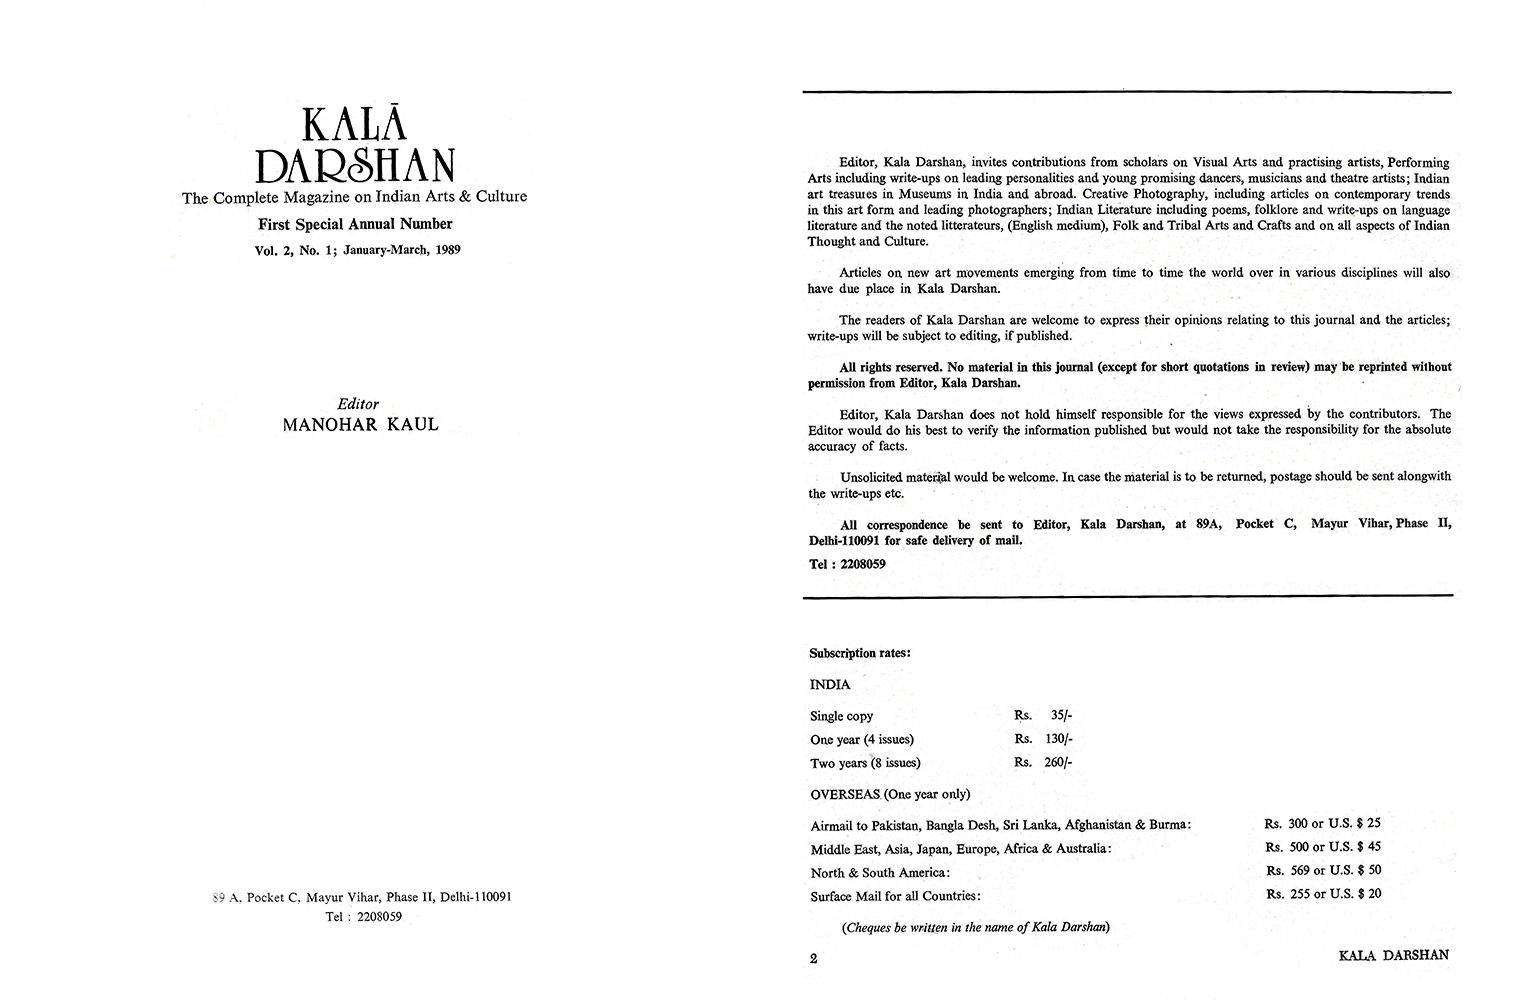 KALĀ
DARSHAN
The Complete Magazine on Indian Arts & Culture
First Special Annual Number
Vol. 2, No. 1; January-March, 1989
Editor
MANOHAR KAUL
89 A, Pocket C, Mayur Vihar, Phase II, Delhi-110091
Tel : 2208059
Editor, Kala Darshan, invites contributions from scholars on Visual Arts and practising artists, Performing
Arts including write-ups on leading personalities and young promising dancers, musicians and theatre artists; Indian
art treasures in Museums in India and abroad. Creative Photography, including articles on contemporary trends
in this art form and leading photographers; Indian Literature including poems, folklore and write-ups on language
literature and the noted litterateurs, (English medium), Folk and Tribal Arts and Crafts and on all aspects of Indian
Thought and Culture.
Articles on new art movements emerging from time to time the world over in various disciplines will also
have due place in Kala Darshan.
The readers of Kala Darshan are welcome to express their opinions relating to this journal and the articles;
write-ups will be subject to editing, if published.
All rights reserved. No material in this journal (except for short quotations in review) may be reprinted without
permission from Editor, Kala Darshan.
Editor, Kala Darshan does not hold himself responsible for the views expressed by the contributors. The
Editor would do his best to verify the information published but would not take the responsibility for the absolute
accuracy of facts.
Unsolicited material would be welcome. In case the material is to be returned, postage should be sent alongwith
the write-ups etc.
All correspondence be sent to Editor, Kala Darshan, at 89A, Pocket C, Mayur Vihar, Phase II,
Delhi-110091 for safe delivery of mail.
Tel : 2208059
Subscription rates:
INDIA
Single copy Rs. 35/-
One year (4 issues) Rs. 130/-
Two years (8 issues) Rs. 260/-
OVERSEAS (One year only)
Airmail to Pakistan, Bangla Desh, Sri Lanka, Afghanistan & Burma: Rs. 300 or U.S. $ 25
Middle East, Asia, Japan, Europe, Africa & Australia: Rs. 500 or U.S. $ 45
North & South America: Rs. 569 or U.S. $ 50
Surface Mail for all Countries: Rs. 255 or U.S. $ 20
(Cheques be written in the name of Kala Darshan)
2 KALA DARSHAN